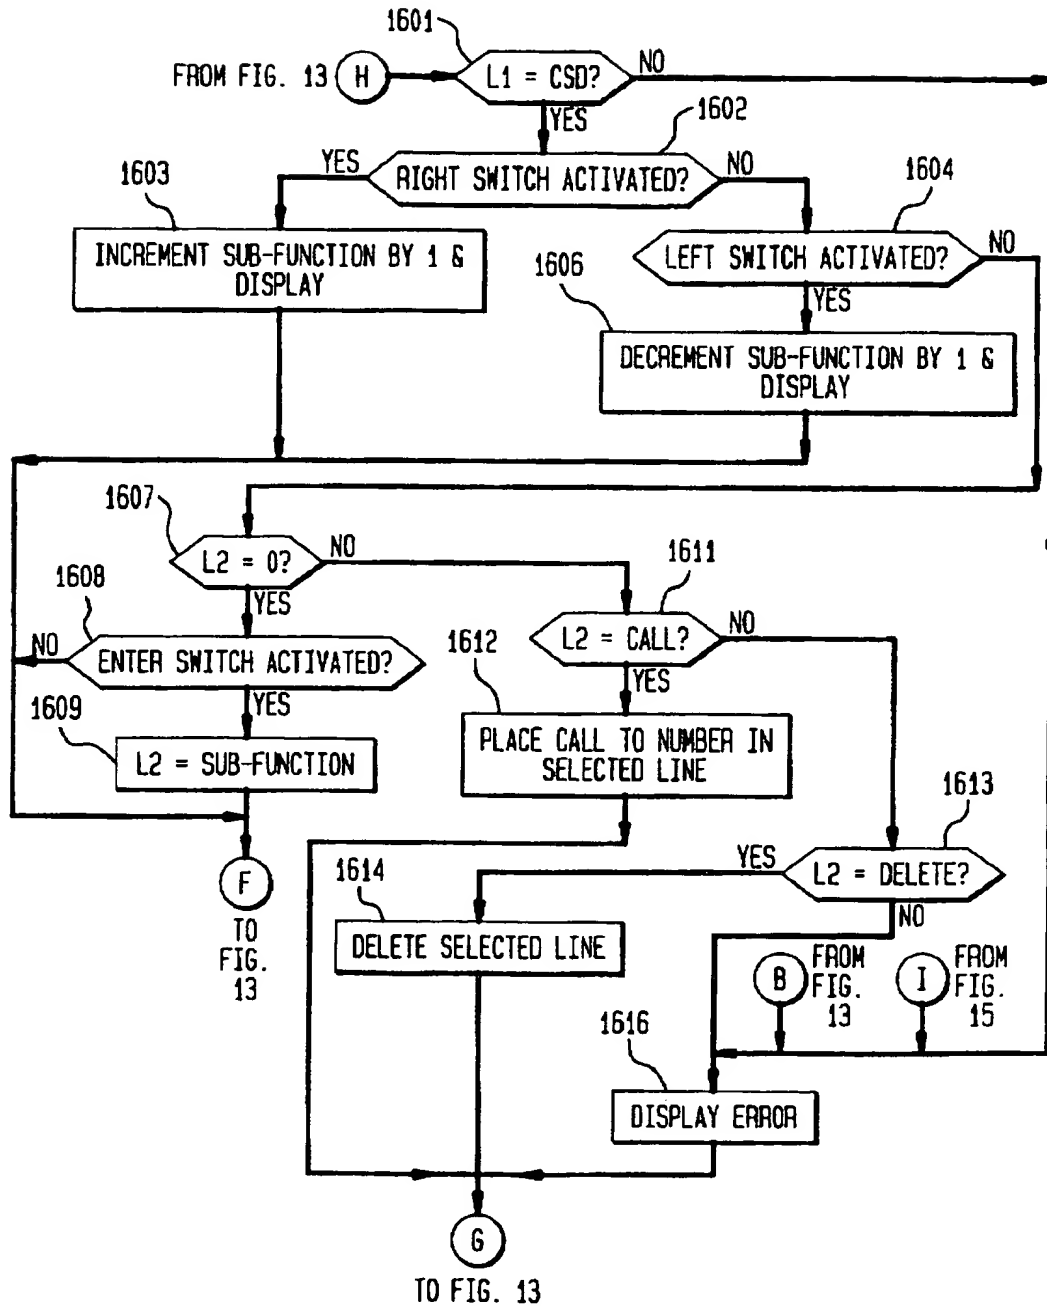 1601
FROM FIG. 13
H
L1 = CSD?
NO
YES
1602
1603
YES
RIGHT SWITCH ACTIVATED?
NO
1604
INCREMENT SUB-FUNCTION BY 1 &
DISPLAY
1606
LEFT SWITCH ACTIVATED?
NO
YES
DECREMENT SUB-FUNCTION BY 1 &
DISPLAY
1607
L2 = 0?
NO
YES
1611
1608
NO
ENTER SWITCH ACTIVATED?
YES
1612
L2 = CALL?
NO
YES
1609
L2 = SUB-FUNCTION
PLACE CALL TO NUMBER IN
SELECTED LINE
1613
F
TO
FIG.
13
1614
YES
L2 = DELETE?
NO
DELETE SELECTED LINE
B
FROM
FIG.
13
I
FROM
FIG.
15
1616
DISPLAY ERROR
G
TO FIG. 13